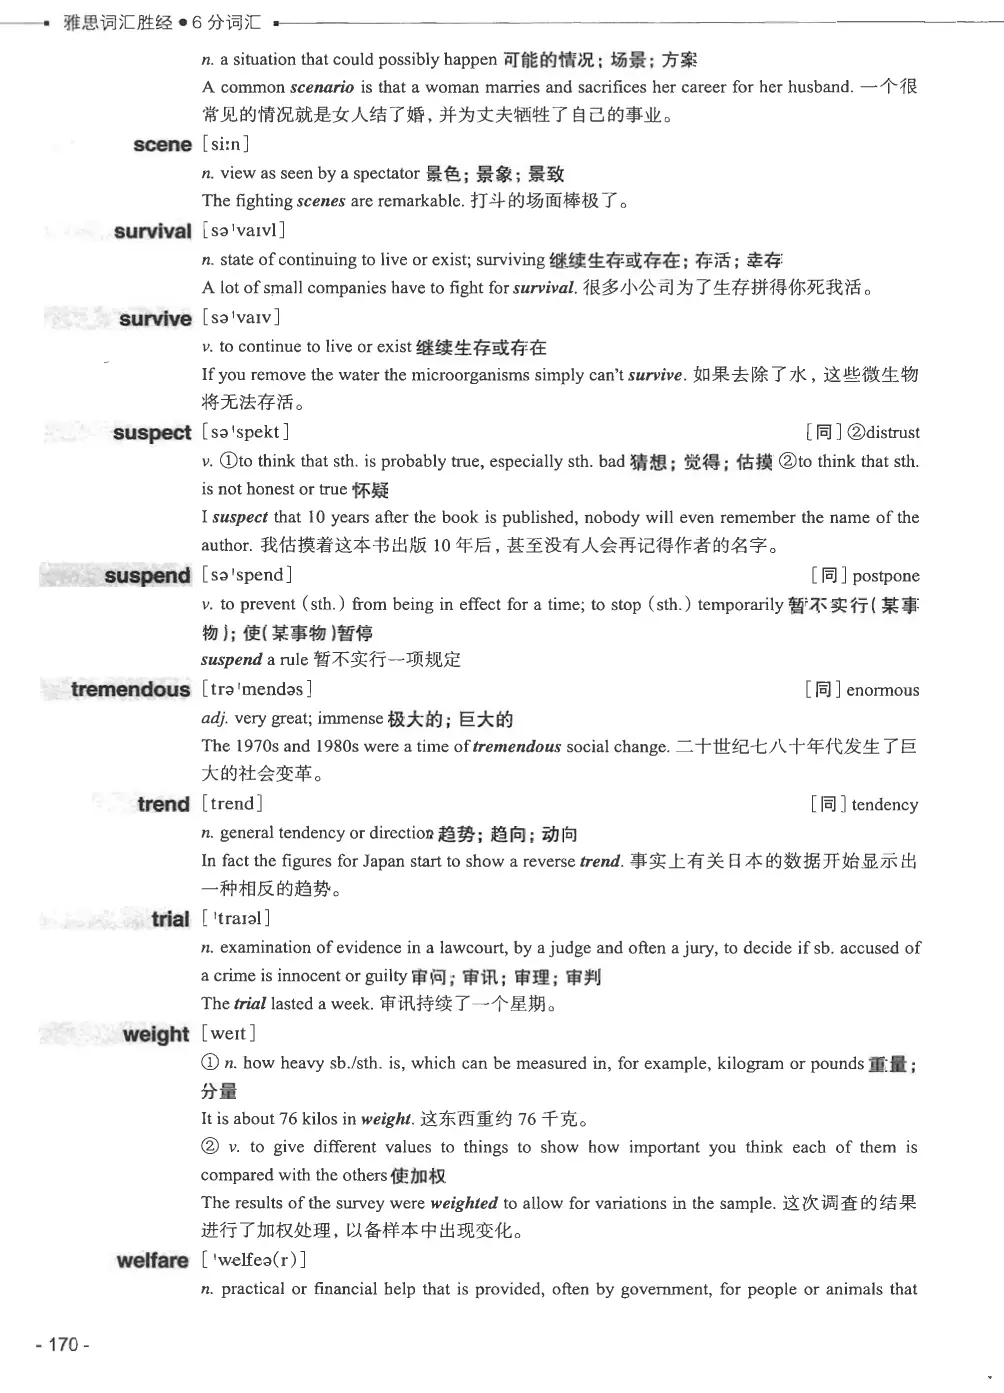 雅思词汇胜经●6分词汇
n. a situation that could possibly happen 可能的情况；场景；方案
A common scenario is that a woman marries and sacrifices her career for her husband. 一个很
常见的情况就是女人结了婚，并为丈夫牺牲了自己的事业。
scene [si:n]
n. view as seen by a spectator 景色；景象；景致
The fighting scenes are remarkable. 打斗的场面棒极了。
survival [səˈvaɪvl]
n. state of continuing to live or exist; surviving 继续生存或存在；存活；幸存
A lot of small companies have to fight for survival. 很多小公司为了生存拼得你死我活。
survive [səˈvaɪv]
v. to continue to live or exist 继续生存或存在
If you remove the water the microorganisms simply can't survive. 如果去除了水，这些微生物
将无法存活。
suspect [səˈspekt] [同]②distrust
v. ①to think that sth. is probably true, especially sth. bad 猜想；觉得；估摸 ②to think that sth.
is not honest or true 怀疑
I suspect that 10 years after the book is published, nobody will even remember the name of the
author. 我估摸着这本书出版 10 年后，甚至没有人会再记得作者的名字。
suspend [səˈspend] [同] postpone
v. to prevent (sth.) from being in effect for a time; to stop (sth.) temporarily 暂不实行(某事
物)；使(某事物)暂停
suspend a rule 暂不实行一项规定
tremendous [trəˈmendəs] [同] enormous
adj. very great; immense 极大的；巨大的
The 1970s and 1980s were a time of tremendous social change. 二十世纪七八十年代发生了巨
大的社会变革。
trend [trend] [同] tendency
n. general tendency or direction 趋势；趋向；动向
In fact the figures for Japan start to show a reverse trend. 事实上有关日本的数据开始显示出
一种相反的趋势。
trial [ˈtraɪəl]
n. examination of evidence in a lawcourt, by a judge and often a jury, to decide if sb. accused of
a crime is innocent or guilty 审问；审讯；审理；审判
The trial lasted a week. 审讯持续了一个星期。
weight [weɪt]
① n. how heavy sb./sth. is, which can be measured in, for example, kilogram or pounds 重量；
分量
It is about 76 kilos in weight. 这东西重约 76 千克。
② v. to give different values to things to show how important you think each of them is
compared with the others 使加权
The results of the survey were weighted to allow for variations in the sample. 这次调查的结果
进行了加权处理，以备样本中出现变化。
welfare [ˈwelfeə(r)]
n. practical or financial help that is provided, often by government, for people or animals that
- 170 -